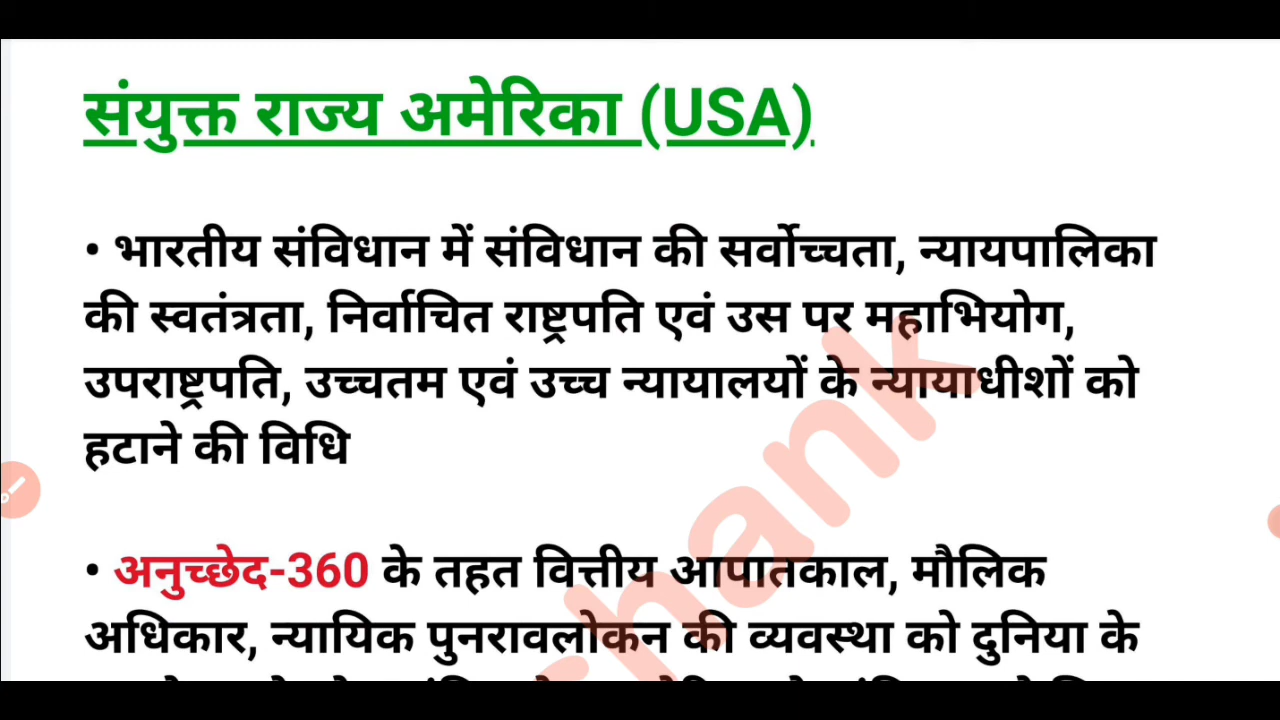 संयुक्त राज्य अमेरिका (USA)
• भारतीय संविधान में संविधान की सर्वोच्चता, न्यायपालिका
की स्वतंत्रता, निर्वाचित राष्ट्रपति एवं उस पर महाभियोग,
उपराष्ट्रपति, उच्चतम एवं उच्च न्यायालयों के न्यायाधीशों को
हटाने की विधि
• अनुच्छेद-360 के तहत वित्तीय आपातकाल, मौलिक
अधिकार, न्यायिक पुनरावलोकन की व्यवस्था को दुनिया के
hank